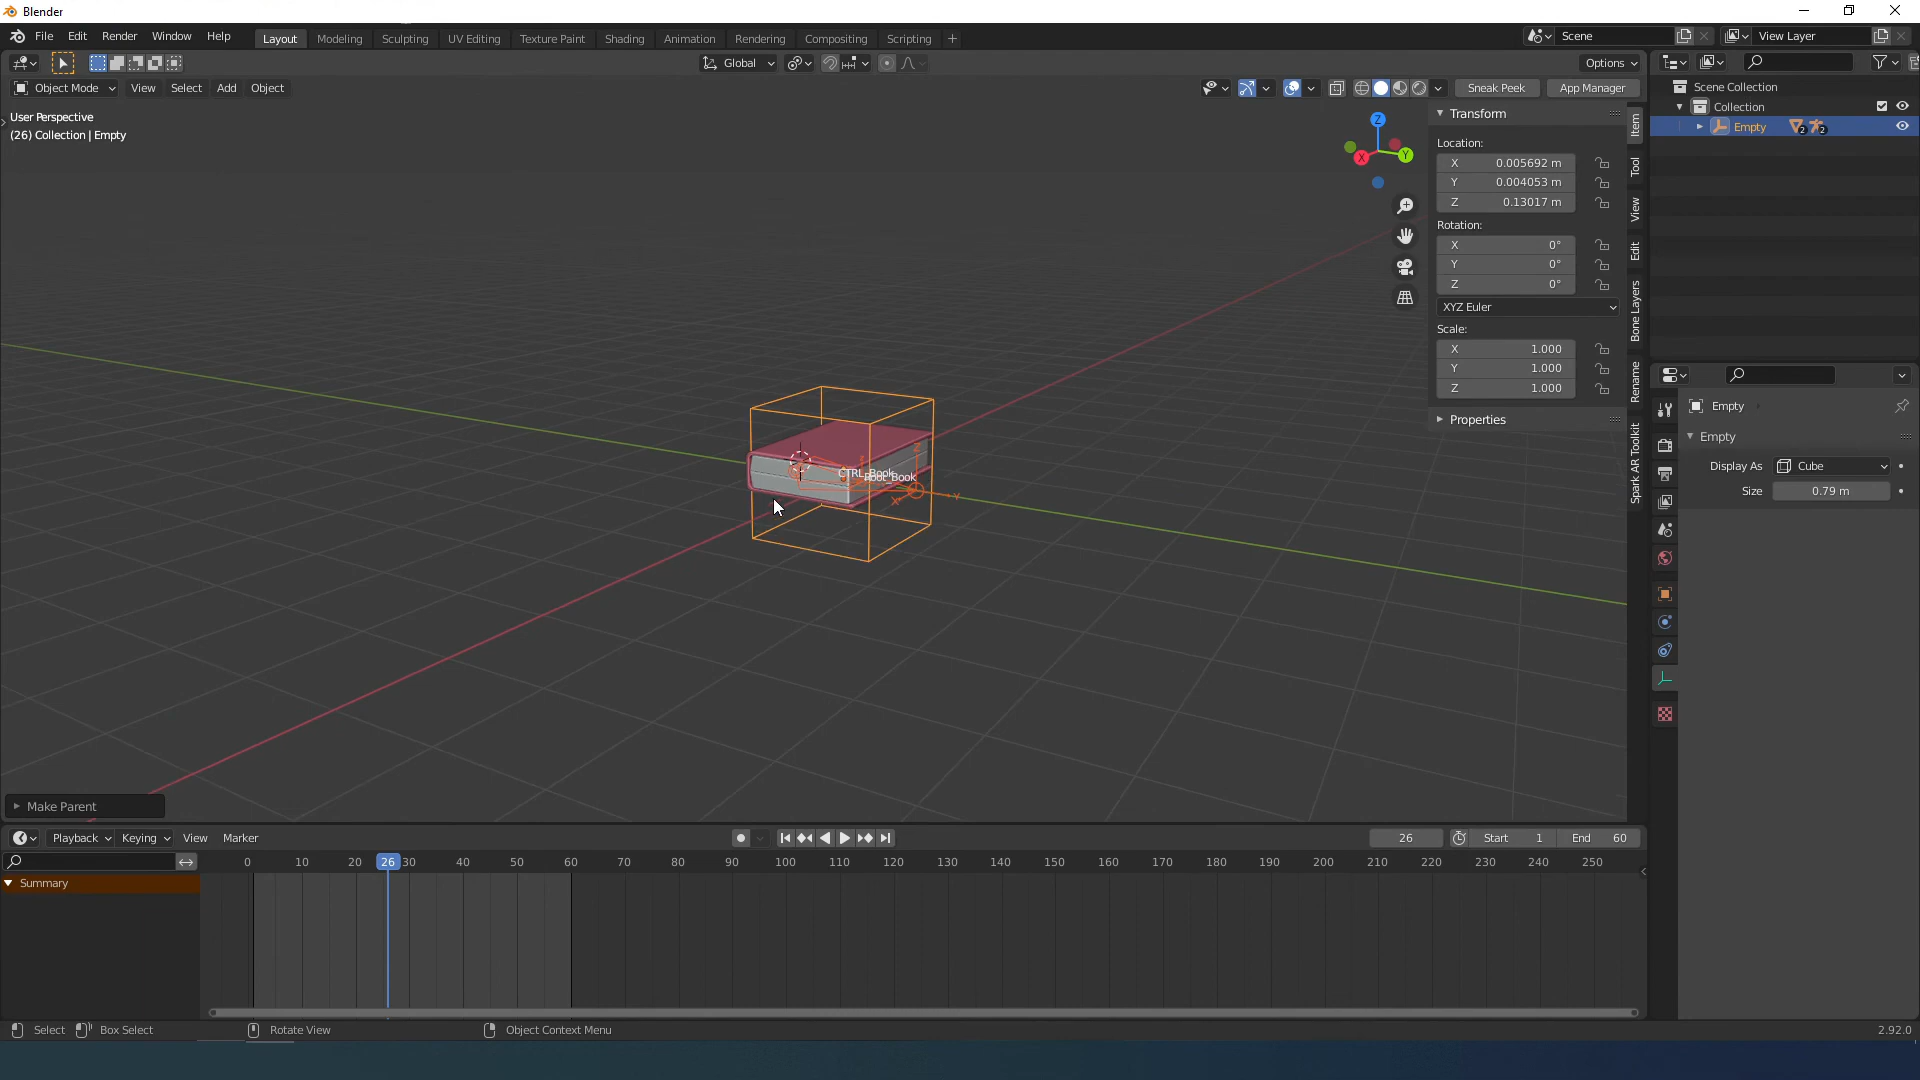 Blender
File Edit Render Window Help
Layout Modeling Sculpting UV Editing Texture Paint Shading Animation Rendering Compositing Scripting +
Scene
View Layer
Global
Options
Object Mode View Select Add Object
Sneak Peek
App Manager
User Perspective
(26) Collection | Empty
Z
X
Y
CTRL_Book
Root_Book
Z
X
Y
Transform
Location:
X 0.005692 m
Y 0.004053 m
Z 0.13017 m
Rotation:
X 0°
Y 0°
Z 0°
XYZ Euler
Scale:
X 1.000
Y 1.000
Z 1.000
Properties
Item
Tool
View
Edit
Bone Layers
Rename
Spark AR Toolkit
Scene Collection
Collection
Empty 2 2
Empty
Empty
Display As Cube
Size 0.79 m
Make Parent
Playback Keying View Marker
26 Start 1 End 60
0 10 20 26 30 40 50 60 70 80 90 100 110 120 130 140 150 160 170 180 190 200 210 220 230 240 250
Summary
Select Box Select Rotate View Object Context Menu 2.92.0